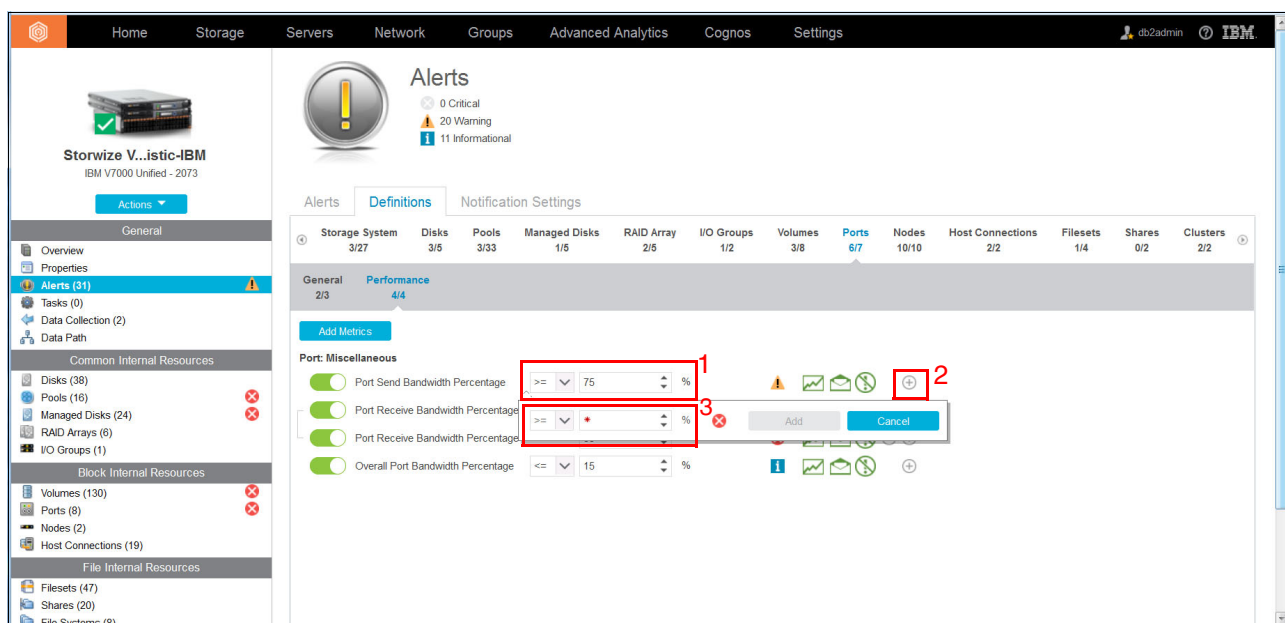 Home Storage Servers Network Groups Advanced Analytics Cognos Settings db2admin IBM.
Storwize V...istic-IBM
IBM V7000 Unified - 2073
Actions
General
Overview
Properties
Alerts (31)
Tasks (0)
Data Collection (2)
Data Path
Common Internal Resources
Disks (38)
Pools (16)
Managed Disks (24)
RAID Arrays (6)
I/O Groups (1)
Block Internal Resources
Volumes (130)
Ports (8)
Nodes (2)
Host Connections (19)
File Internal Resources
Filesets (47)
Shares (20)
File Systems (8)
Alerts
0 Critical
20 Warning
11 Informational
Alerts Definitions Notification Settings
Storage System Disks Pools Managed Disks RAID Array I/O Groups Volumes Ports Nodes Host Connections Filesets Shares Clusters
3/27 3/5 3/33 1/5 2/5 1/2 3/8 6/7 10/10 2/2 1/4 0/2 2/2
General Performance
2/3 4/4
Add Metrics
Port: Miscellaneous
1
Port Send Bandwidth Percentage >= 75 % 2
Port Receive Bandwidth Percentage
3
>= * % Add Cancel
Port Receive Bandwidth Percentage
Overall Port Bandwidth Percentage <= 15 %